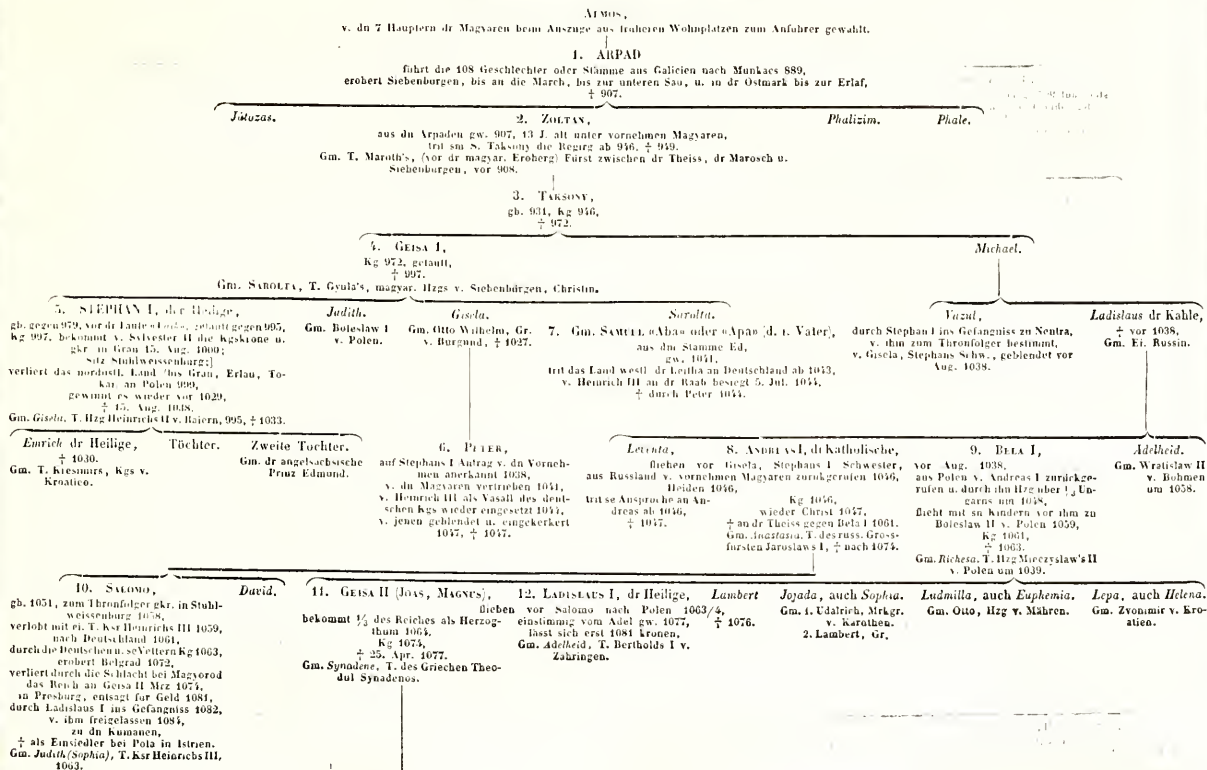 ALMOS,
v. dn 7 Häuptern dr Magyaren beim Auszuge aus früheren Wohnplätzen zum Anführer gewählt.
1. ARPAD
führt die 108 Geschlechter oder Stämme aus Galicien nach Munkacs 889,
erobert Siebenbürgen, bis an die March, bis zur unteren Sau, u. in dr Ostmark bis zur Erlaf,
‡ 907.
Jutozas.
2. ZOLTAN,
aus dn Arpaden gw. 907, 13 J. alt unter vornehmen Magyaren,
trit sm S. Taksony die Regirg ab 946. ‡ 949.
Gm. T. Maroth's, (vor dr magyar. Eroberg) Fürst zwischen dr Theiss, dr Marosch u.
Siebenbürgen, vor 908.
Phalizim.
Phale.
3. TAKSONY,
gb. 931, Kg 946,
‡ 972.
4. GEISA I,
Kg 972, getauft,
‡ 997.
Gm. SAROLTA, T. Gyula's, magyar. Hzgs v. Siebenbürgen, Christin.
Michael.
5. STEPHAN I, der Heilige,
gb. gegen 979, vor dr Taufe getauft gegen 995,
Kg 997, bekommt v. Sylvester II die Kgskrone u.
gkr. in Gran 15. Aug. 1000;
Sitz Stuhlweissenburg;]
verliert das nordöstl. Land (bis Gran, Erlau, To-
kai, an Polen 999,
gewinnt es wieder vor 1029,
‡ 15. Aug. 1038.
Gm. Gisela, T. Hzg Heinrichs II v. Baiern, 995, ‡ 1033.
Judith.
Gm. Boleslaw I
v. Polen.
Gisela.
Gm. Otto Wilhelm, Gr.
v. Burgund, ‡ 1027.
Sarolta.
7. Gm. SAMUEL «Aba» oder «Apa» (d. i. Vater),
aus dm Stamme Ed,
gw. 1041,
trit das Land westl. dr Leitha an Deutschland ab 1043,
v. Heinrich III an dr Raab besiegt 5. Jul. 1044,
‡ durch Peter 1044.
Vazul,
durch Stephan I ins Gefängniss zu Neutra,
v. ihm zum Thronfolger bestimmt,
v. Gisela, Stephans Schw., geblendet vor
Aug. 1038.
Ladislaus dr Kahle,
‡ vor 1038,
Gm. Ei. Russin.
Emrich dr Heilige,
‡ 1030.
Gm. T. Kresimirs, Kgs v.
Kroatien.
Töchter.
Zweite Tochter.
Gm. dr angelsächsische
Prinz Edmund.
6. PETER,
auf Stephans I Antrag v. dn Vorneh-
men anerkannt 1038,
v. dn Magyaren vertrieben 1041,
v. Heinrich III als Vasall des deut-
schen Kgs wieder eingesetzt 1044,
v. jenen geblendet u. eingekerkert
1047, ‡ 1047.
Leventa,
8. ANDREAS I, dr Katholische,
fliehen vor Gisela, Stephans I Schwester,
aus Russland v. vornehmen Magyaren zurükgerufen 1046,
Heiden 1046,
trit se Ansproche an An-
dreas ab 1046,
‡ 1047.
Kg 1046,
wieder Christ 1047,
‡ an dr Theiss gegen Bela I 1061.
Gm. Anastasia, T. des russ. Gross-
fürsten Jaroslaws I, ‡ nach 1074.
9. BELA I,
vor Aug. 1038,
aus Polen v. Andreas I zurückge-
rufen u. durch ihn Hzg über 1/3 Un-
garns um 1048,
flieht mit sn Kindern vor ihm zu
Boleslaw II v. Polen 1059,
Kg 1061,
‡ 1063.
Gm. Richesa, T. Hzg Mieczyslaw's II
v. Polen um 1039.
Adelheid.
Gm. Wratislaw II
v. Böhmen
um 1058.
10. SALOMO,
gb. 1051, zum Thronfolger gkr. in Stuhl-
weissenburg 1058,
verlobt mit ei. T. Ksr Heinrichs III 1059,
nach Deutschland 1061,
durch die Deutschen u. se Vettern Kg 1063,
erobert Belgrad 1072,
verliert durch die Schlacht bei Magyorod
das Reich an Geisa II Mrz 1074,
in Presburg, entsagt für Geld 1081,
durch Ladislaus I ins Gefängniss 1082,
v. ihm freigelassen 1084,
zu dn Kumanen,
‡ als Einsiedler bei Pola in Istrien.
Gm. Judith (Sophia), T. Ksr Heinrichs III,
1063.
David.
11. GEISA II (JOAS, MAGNUS),
12. LADISLAUS I, dr Heilige,
Lambert
fliehen vor Salomo nach Polen 1063/4,
‡ 1076.
bekommt 1/3 des Reiches als Herzog-
thum 1064,
Kg 1074,
‡ 25. Apr. 1077.
Gm. Synadene, T. des Griechen Theo-
dul Synadenos.
einstimmig vom Adel gw. 1077,
lässt sich erst 1081 krönen.
Gm. Adelheid, T. Bertholds I v.
Zähringen.
Jojada, auch Sophia.
Gm. 1. Udalrich, Mrkgr.
v. Kärnthen.
2. Lambert, Gr.
Ludmilla, auch Euphemia.
Gm. Otto, Hzg v. Mähren.
Lepa, auch Helena.
Gm. Zvonimir v. Kro-
atien.